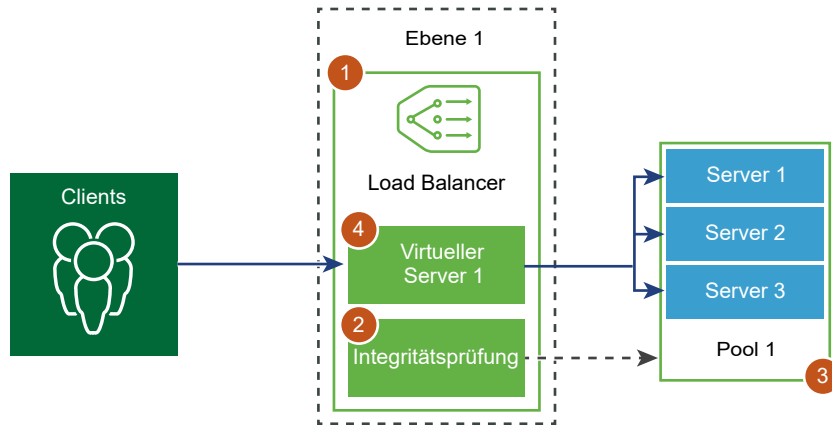 Ebene 1
1
Load Balancer
Clients
4
Virtueller
Server 1
2
Integritätsprüfung
Server 1
Server 2
Server 3
Pool 1
3